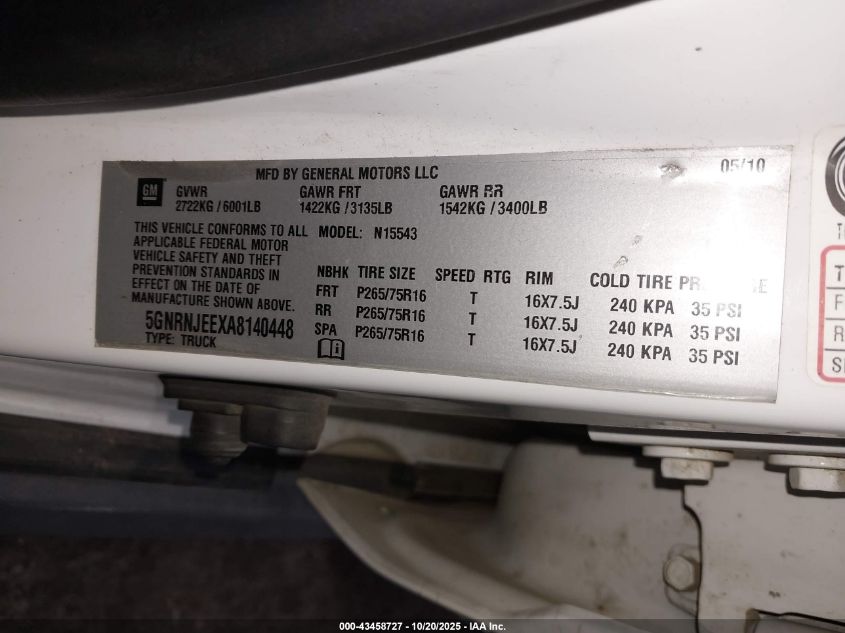 MFD BY GENERAL MOTORS LLC 05/10
GM
GVWR GAWR FRT GAWR RR
2722KG / 6001LB 1422KG / 3135LB 1542KG / 3400LB
THIS VEHICLE CONFORMS TO ALL MODEL: N15543
APPLICABLE FEDERAL MOTOR
VEHICLE SAFETY AND THEFT
PREVENTION STANDARDS IN
EFFECT ON THE DATE OF
MANUFACTURE SHOWN ABOVE.
5GNRNJEEXA8140448
TYPE: TRUCK
NBHK TIRE SIZE SPEED RTG RIM COLD TIRE
FRT P265/75R16 T 16X7.5J 240 KPA 35 PSI
RR P265/75R16 T 16X7.5J 240 KPA 35 PSI
SPA P265/75R16 T 16X7.5J 240 KPA 35 PSI
000-43458727 - 10/20/2025 - IAA Inc.